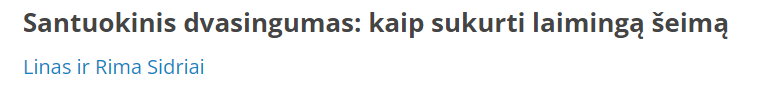 Santuokinis dvasingumas: kaip sukurti laimingą šeimą
Linas ir Rima Sidriai